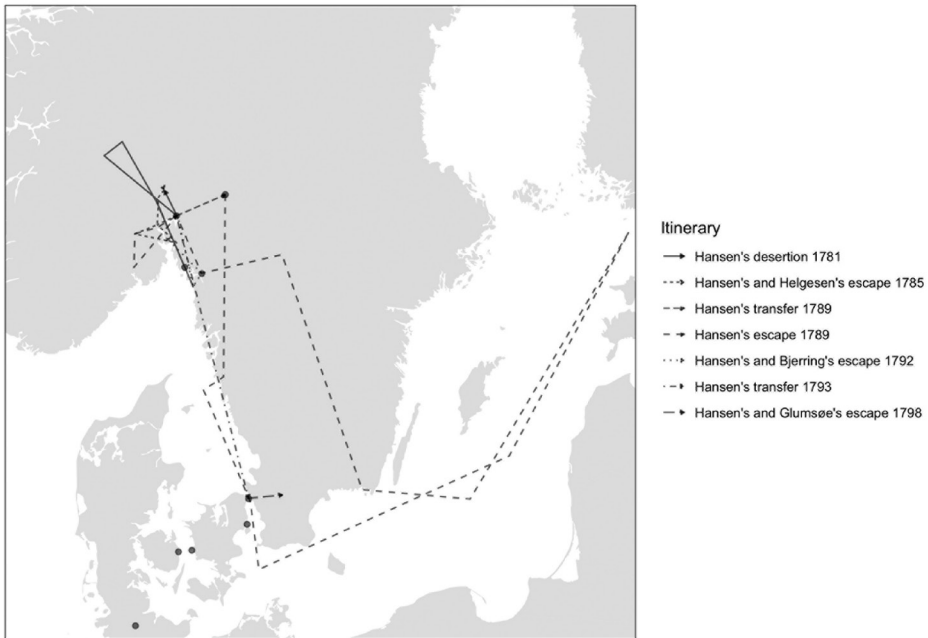 Itinerary
Hansen's desertion 1781
Hansen's and Helgesen's escape 1785
Hansen's transfer 1789
Hansen's escape 1789
Hansen's and Bjerring's escape 1792
Hansen's transfer 1793
Hansen's and Glumsøe's escape 1798